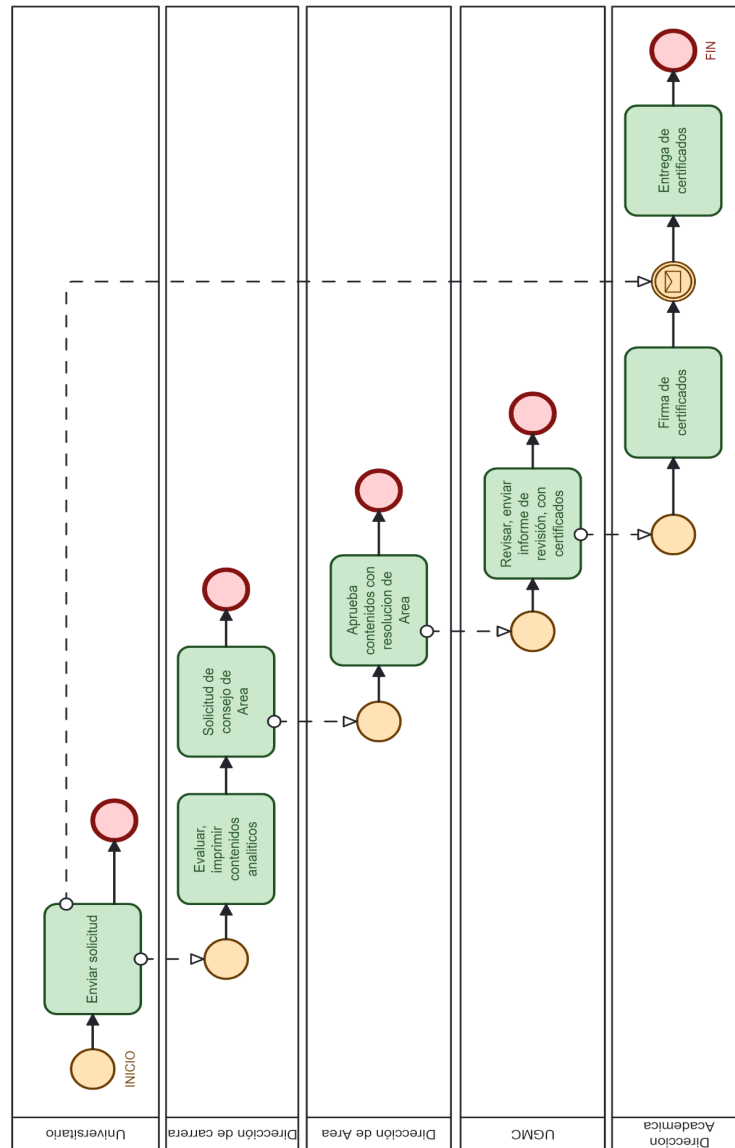 Universitario
INICIO
Enviar solicitud
Dirección de carrera
Evaluar,
imprimir
contenidos
analiticos
Solicitud de
consejo de
Area
Dirección de Area
Aprueba
contenidos con
resolucion de
Area
UGMC
Revisar, enviar
informe de
revisión, con
certificados
Direccion
Academica
Firma de
certificados
Entrega de
certificados
FIN